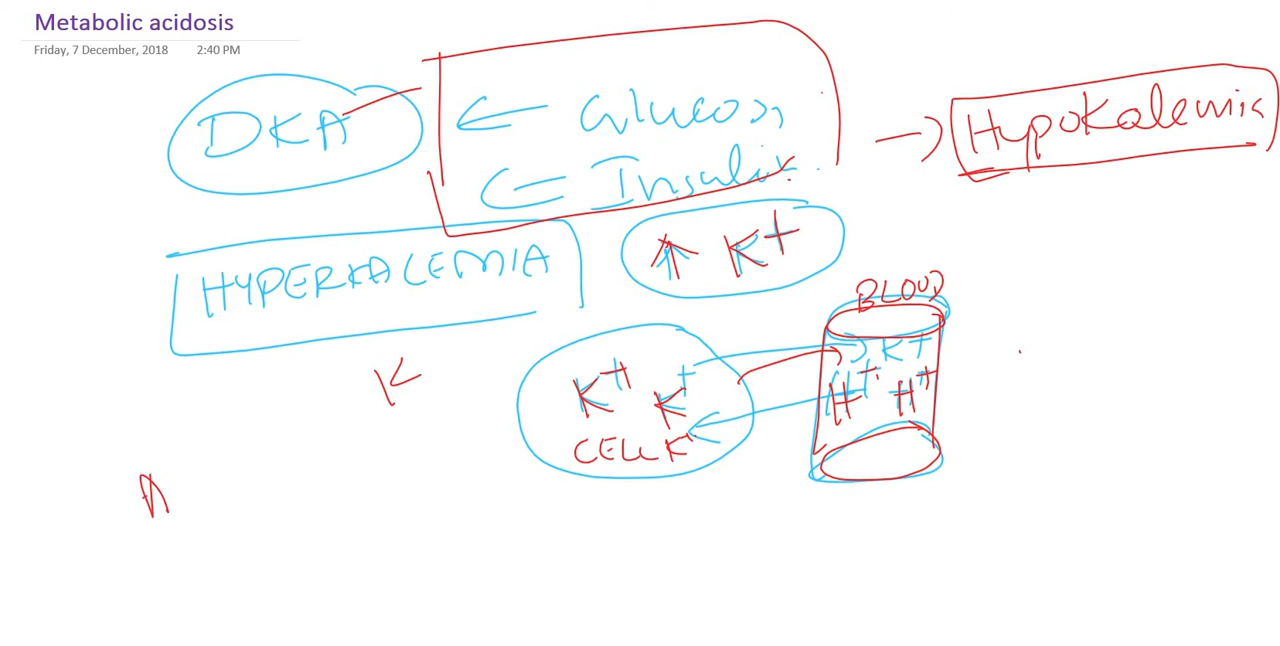 Metabolic acidosis
Friday, 7 December, 2018 2:40 PM
DKA ← Glucose → Hypokalemia
← Insulin
HYPERKALEMIA ↑ K+
BLOOD
K+ K+ K+
H+ H+
CELL K+
K